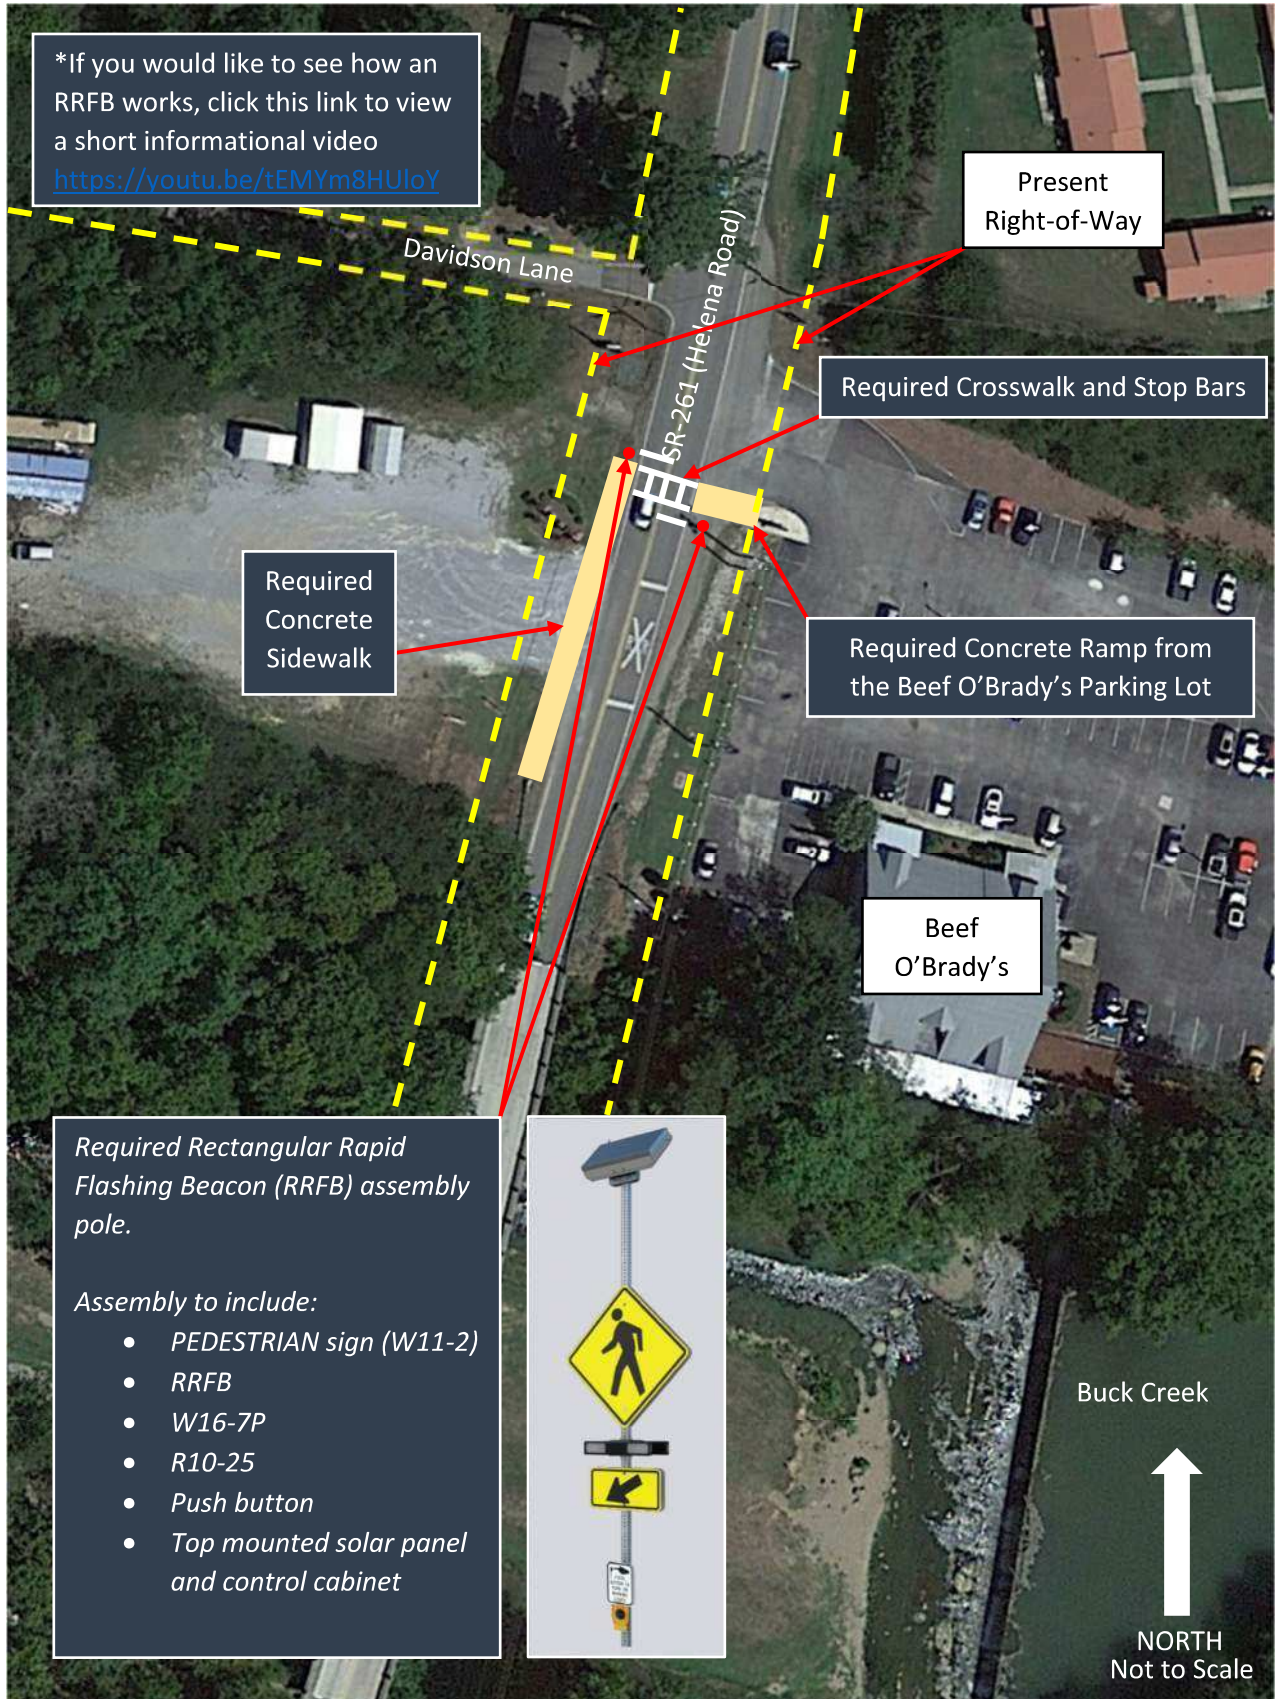 *If you would like to see how an
RRFB works, click this link to view
a short informational video
https://youtu.be/tEMYm8HUloY
Present
Right-of-Way
Davidson Lane
SR-261 (Helena Road)
Required Crosswalk and Stop Bars
Required
Concrete
Sidewalk
Required Concrete Ramp from
the Beef O’Brady’s Parking Lot
Beef
O’Brady’s
Required Rectangular Rapid
Flashing Beacon (RRFB) assembly
pole.
Assembly to include:
• PEDESTRIAN sign (W11-2)
• RRFB
• W16-7P
• R10-25
• Push button
• Top mounted solar panel
and control cabinet
Buck Creek
NORTH
Not to Scale